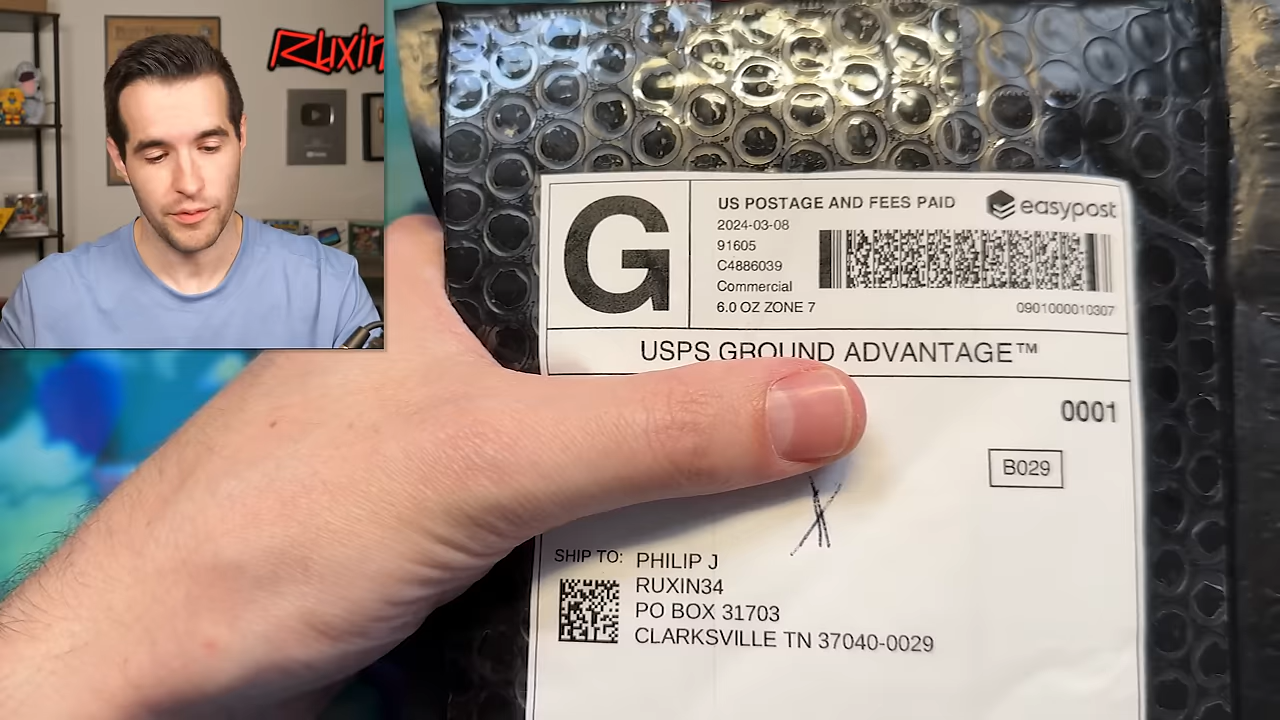 RUXIN
G
US POSTAGE AND FEES PAID
2024-03-08
91605
C4886039
Commercial
6.0 OZ ZONE 7
easypost
0901000010307
USPS GROUND ADVANTAGE™
0001
B029
X
SHIP TO:
PHILIP J
RUXIN34
PO BOX 31703
CLARKSVILLE TN 37040-0029